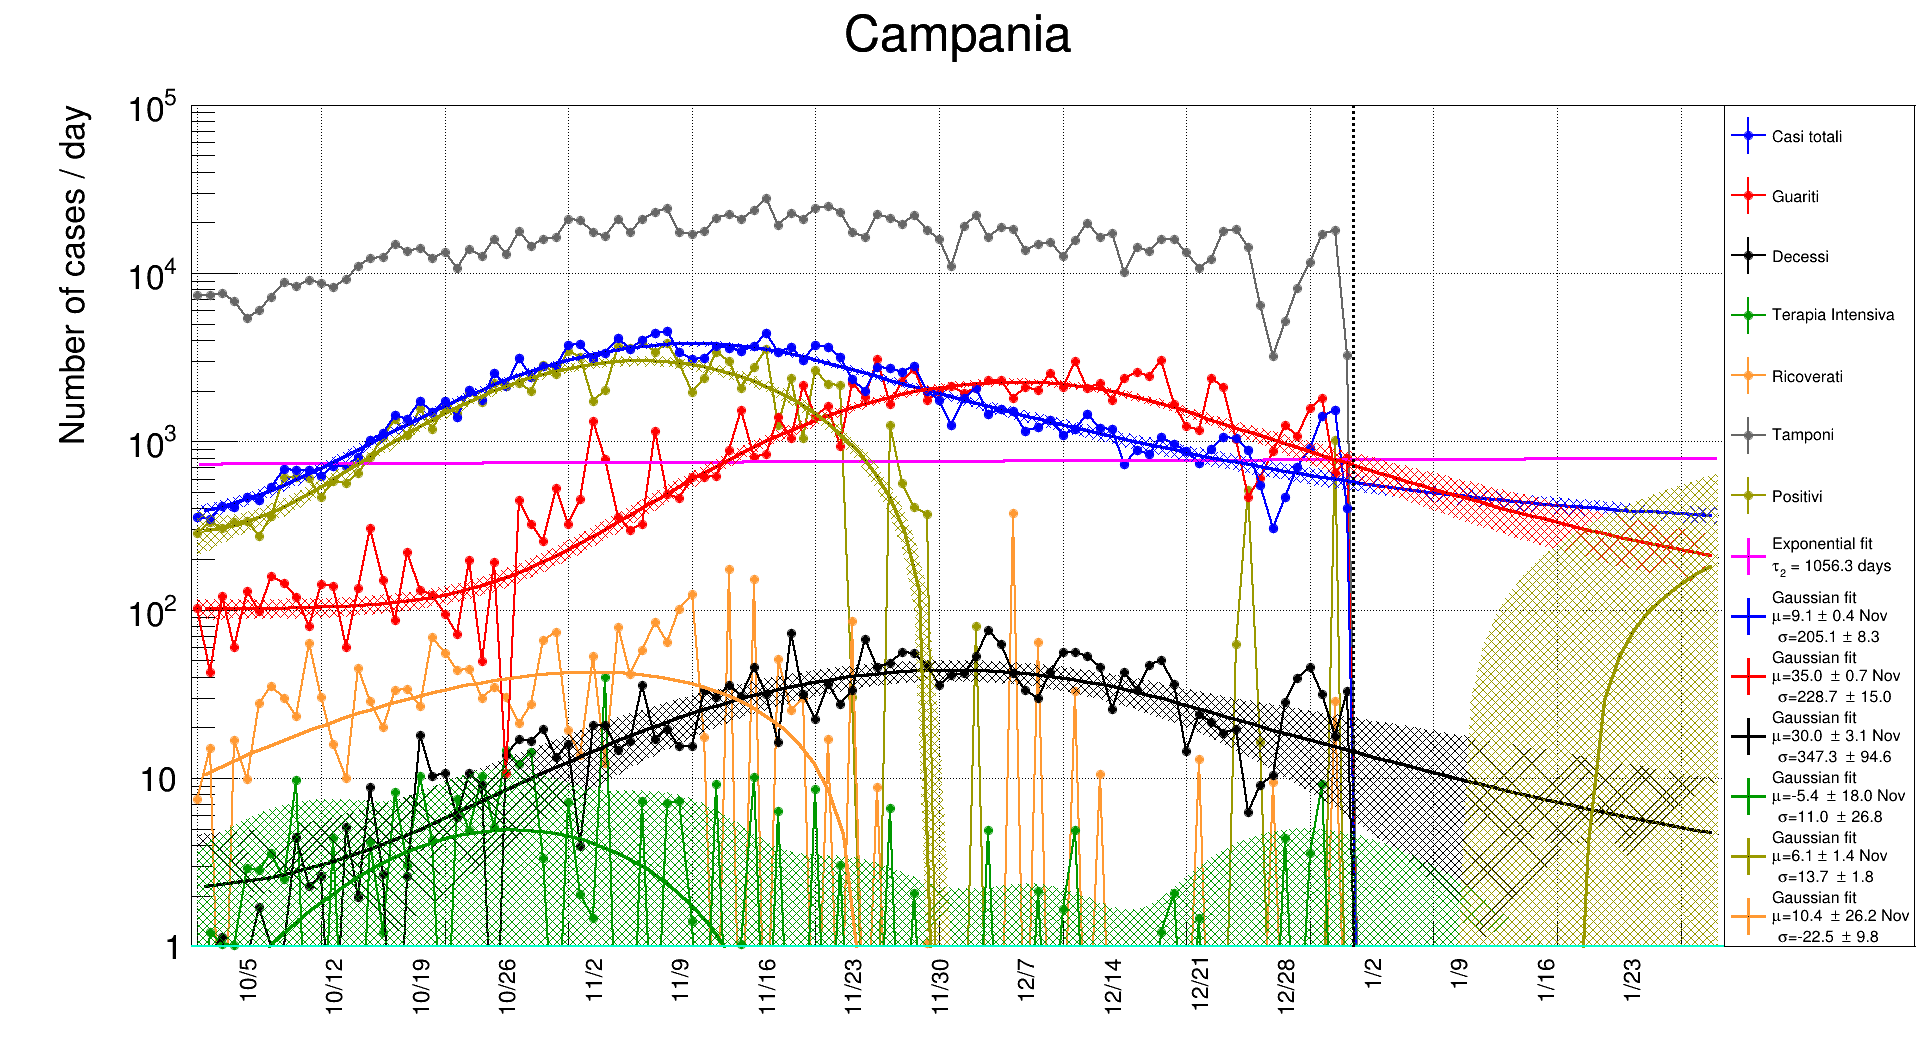 Campania
Number of cases / day
10^5
10^4
10^3
10^2
10
1
10/5
10/12
10/19
10/26
11/2
11/9
11/16
11/23
11/30
12/7
12/14
12/21
12/28
1/2
1/9
1/16
1/23
Casi totali
Guariti
Decessi
Terapia Intensiva
Ricoverati
Tamponi
Positivi
Exponential fit
τ_2 = 1056.3 days
Gaussian fit
μ=9.1 ± 0.4 Nov
σ=205.1 ± 8.3
Gaussian fit
μ=35.0 ± 0.7 Nov
σ=228.7 ± 15.0
Gaussian fit
μ=30.0 ± 3.1 Nov
σ=347.3 ± 94.6
Gaussian fit
μ=-5.4 ± 18.0 Nov
σ=11.0 ± 26.8
Gaussian fit
μ=6.1 ± 1.4 Nov
σ=13.7 ± 1.8
Gaussian fit
μ=10.4 ± 26.2 Nov
σ=-22.5 ± 9.8